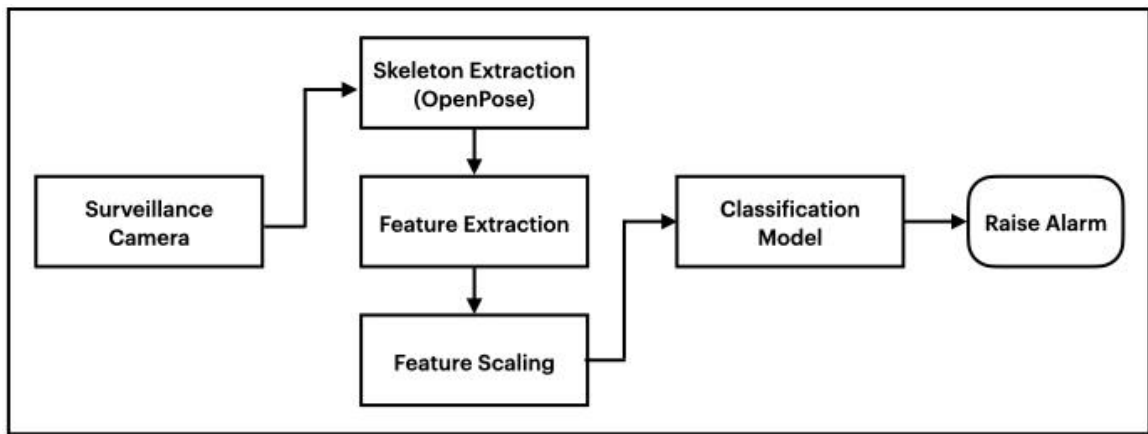 Surveillance
Camera
Skeleton Extraction
(OpenPose)
Feature Extraction
Feature Scaling
Classification
Model
Raise Alarm